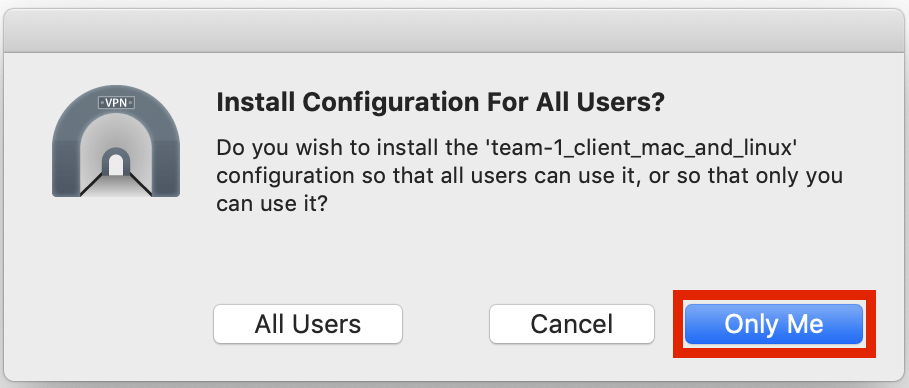 VPN
Install Configuration For All Users?
Do you wish to install the 'team-1_client_mac_and_linux'
configuration so that all users can use it, or so that only you
can use it?
All Users
Cancel
Only Me